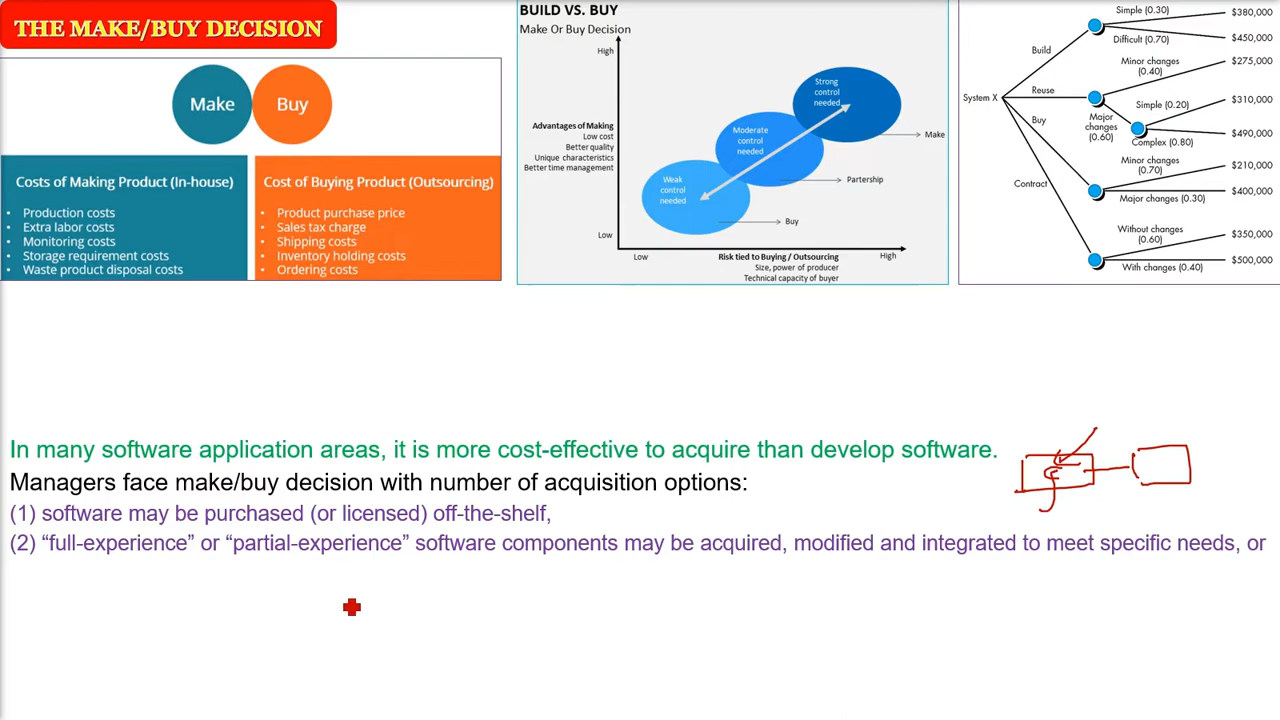 THE MAKE/BUY DECISION
Make
Buy
Costs of Making Product (In-house)
• Production costs
• Extra labor costs
• Monitoring costs
• Storage requirement costs
• Waste product disposal costs
Cost of Buying Product (Outsourcing)
• Product purchase price
• Sales tax charge
• Shipping costs
• Inventory holding costs
• Ordering costs
BUILD VS. BUY
Make Or Buy Decision
High
Advantages of Making
Low cost
Better quality
Unique characteristics
Better time management
Low
Strong
control
needed
Moderate
control
needed
Weak
control
needed
Make
Partership
Buy
Low
Risk tied to Buying / Outsourcing
High
Size, power of producer
Technical capacity of buyer
System X
Build
Simple (0.30)
$380,000
Difficult (0.70)
$450,000
Reuse
Minor changes
(0.40)
$275,000
Major
changes
(0.60)
Simple (0.20)
$310,000
Complex (0.80)
$490,000
Buy
Minor changes
(0.70)
$210,000
Major changes (0.30)
$400,000
Contract
Without changes
(0.60)
$350,000
With changes (0.40)
$500,000
In many software application areas, it is more cost-effective to acquire than develop software.
Managers face make/buy decision with number of acquisition options:
(1) software may be purchased (or licensed) off-the-shelf,
(2) “full-experience” or “partial-experience” software components may be acquired, modified and integrated to meet specific needs, or